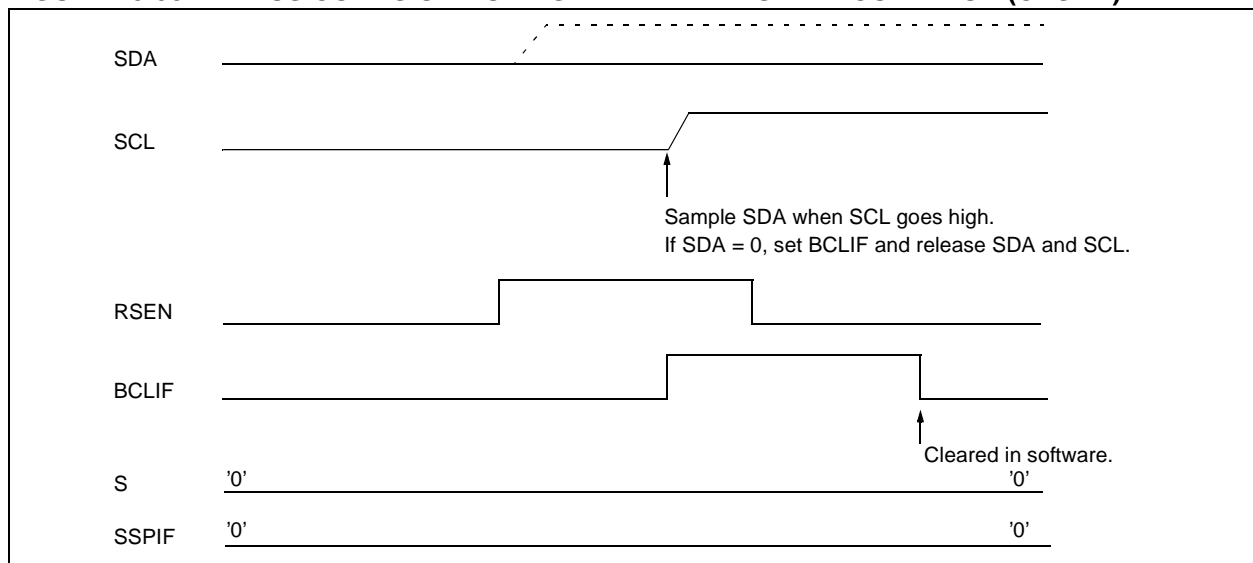 SDA
SCL
Sample SDA when SCL goes high.
If SDA = 0, set BCLIF and release SDA and SCL.
RSEN
BCLIF
Cleared in software.
S '0' '0'
SSPIF '0' '0'